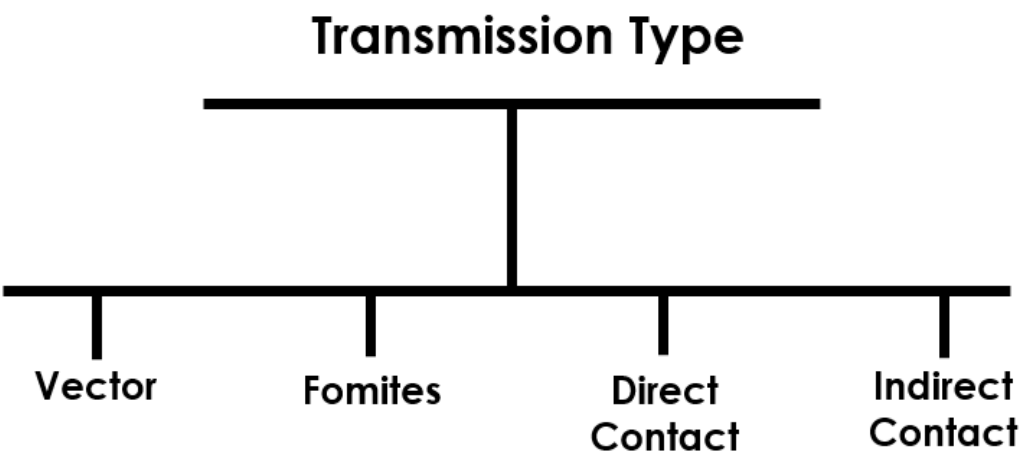 Transmission Type
Vector
Fomites
Direct
Contact
Indirect
Contact